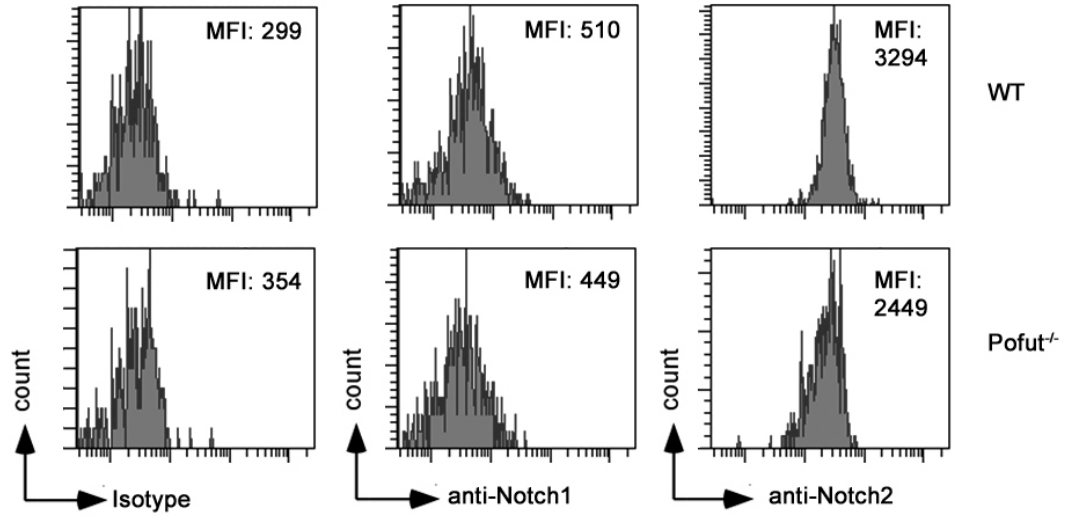 MFI: 299
MFI: 510
MFI:
3294
WT
MFI: 354
MFI: 449
MFI:
2449
Pofut-/-
count
count
count
Isotype
anti-Notch1
anti-Notch2